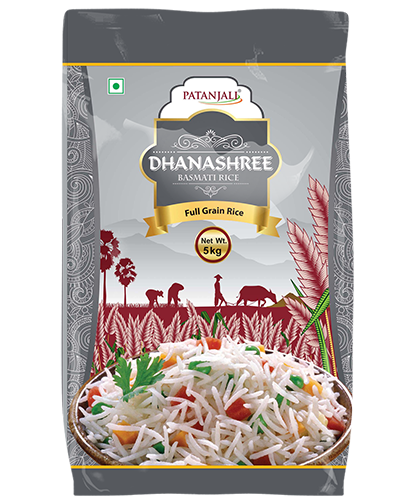 PATANJALI
DHANASHREE
BASMATI RICE
Full Grain Rice
Net Wt.
5kg